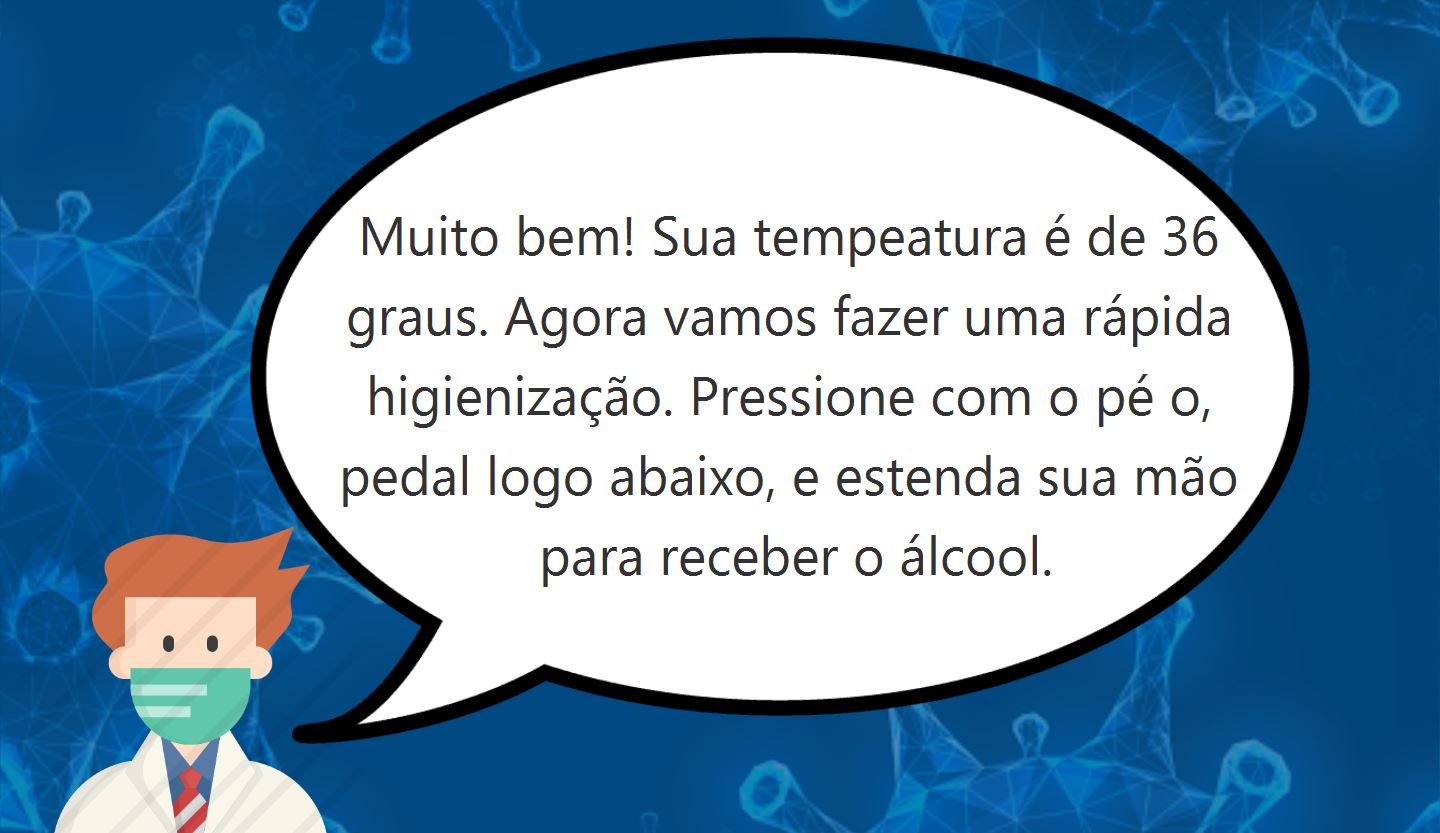 Muito bem! Sua tempeatura é de 36
graus. Agora vamos fazer uma rápida
higienização. Pressione com o pé o,
pedal logo abaixo, e estenda sua mão
para receber o álcool.